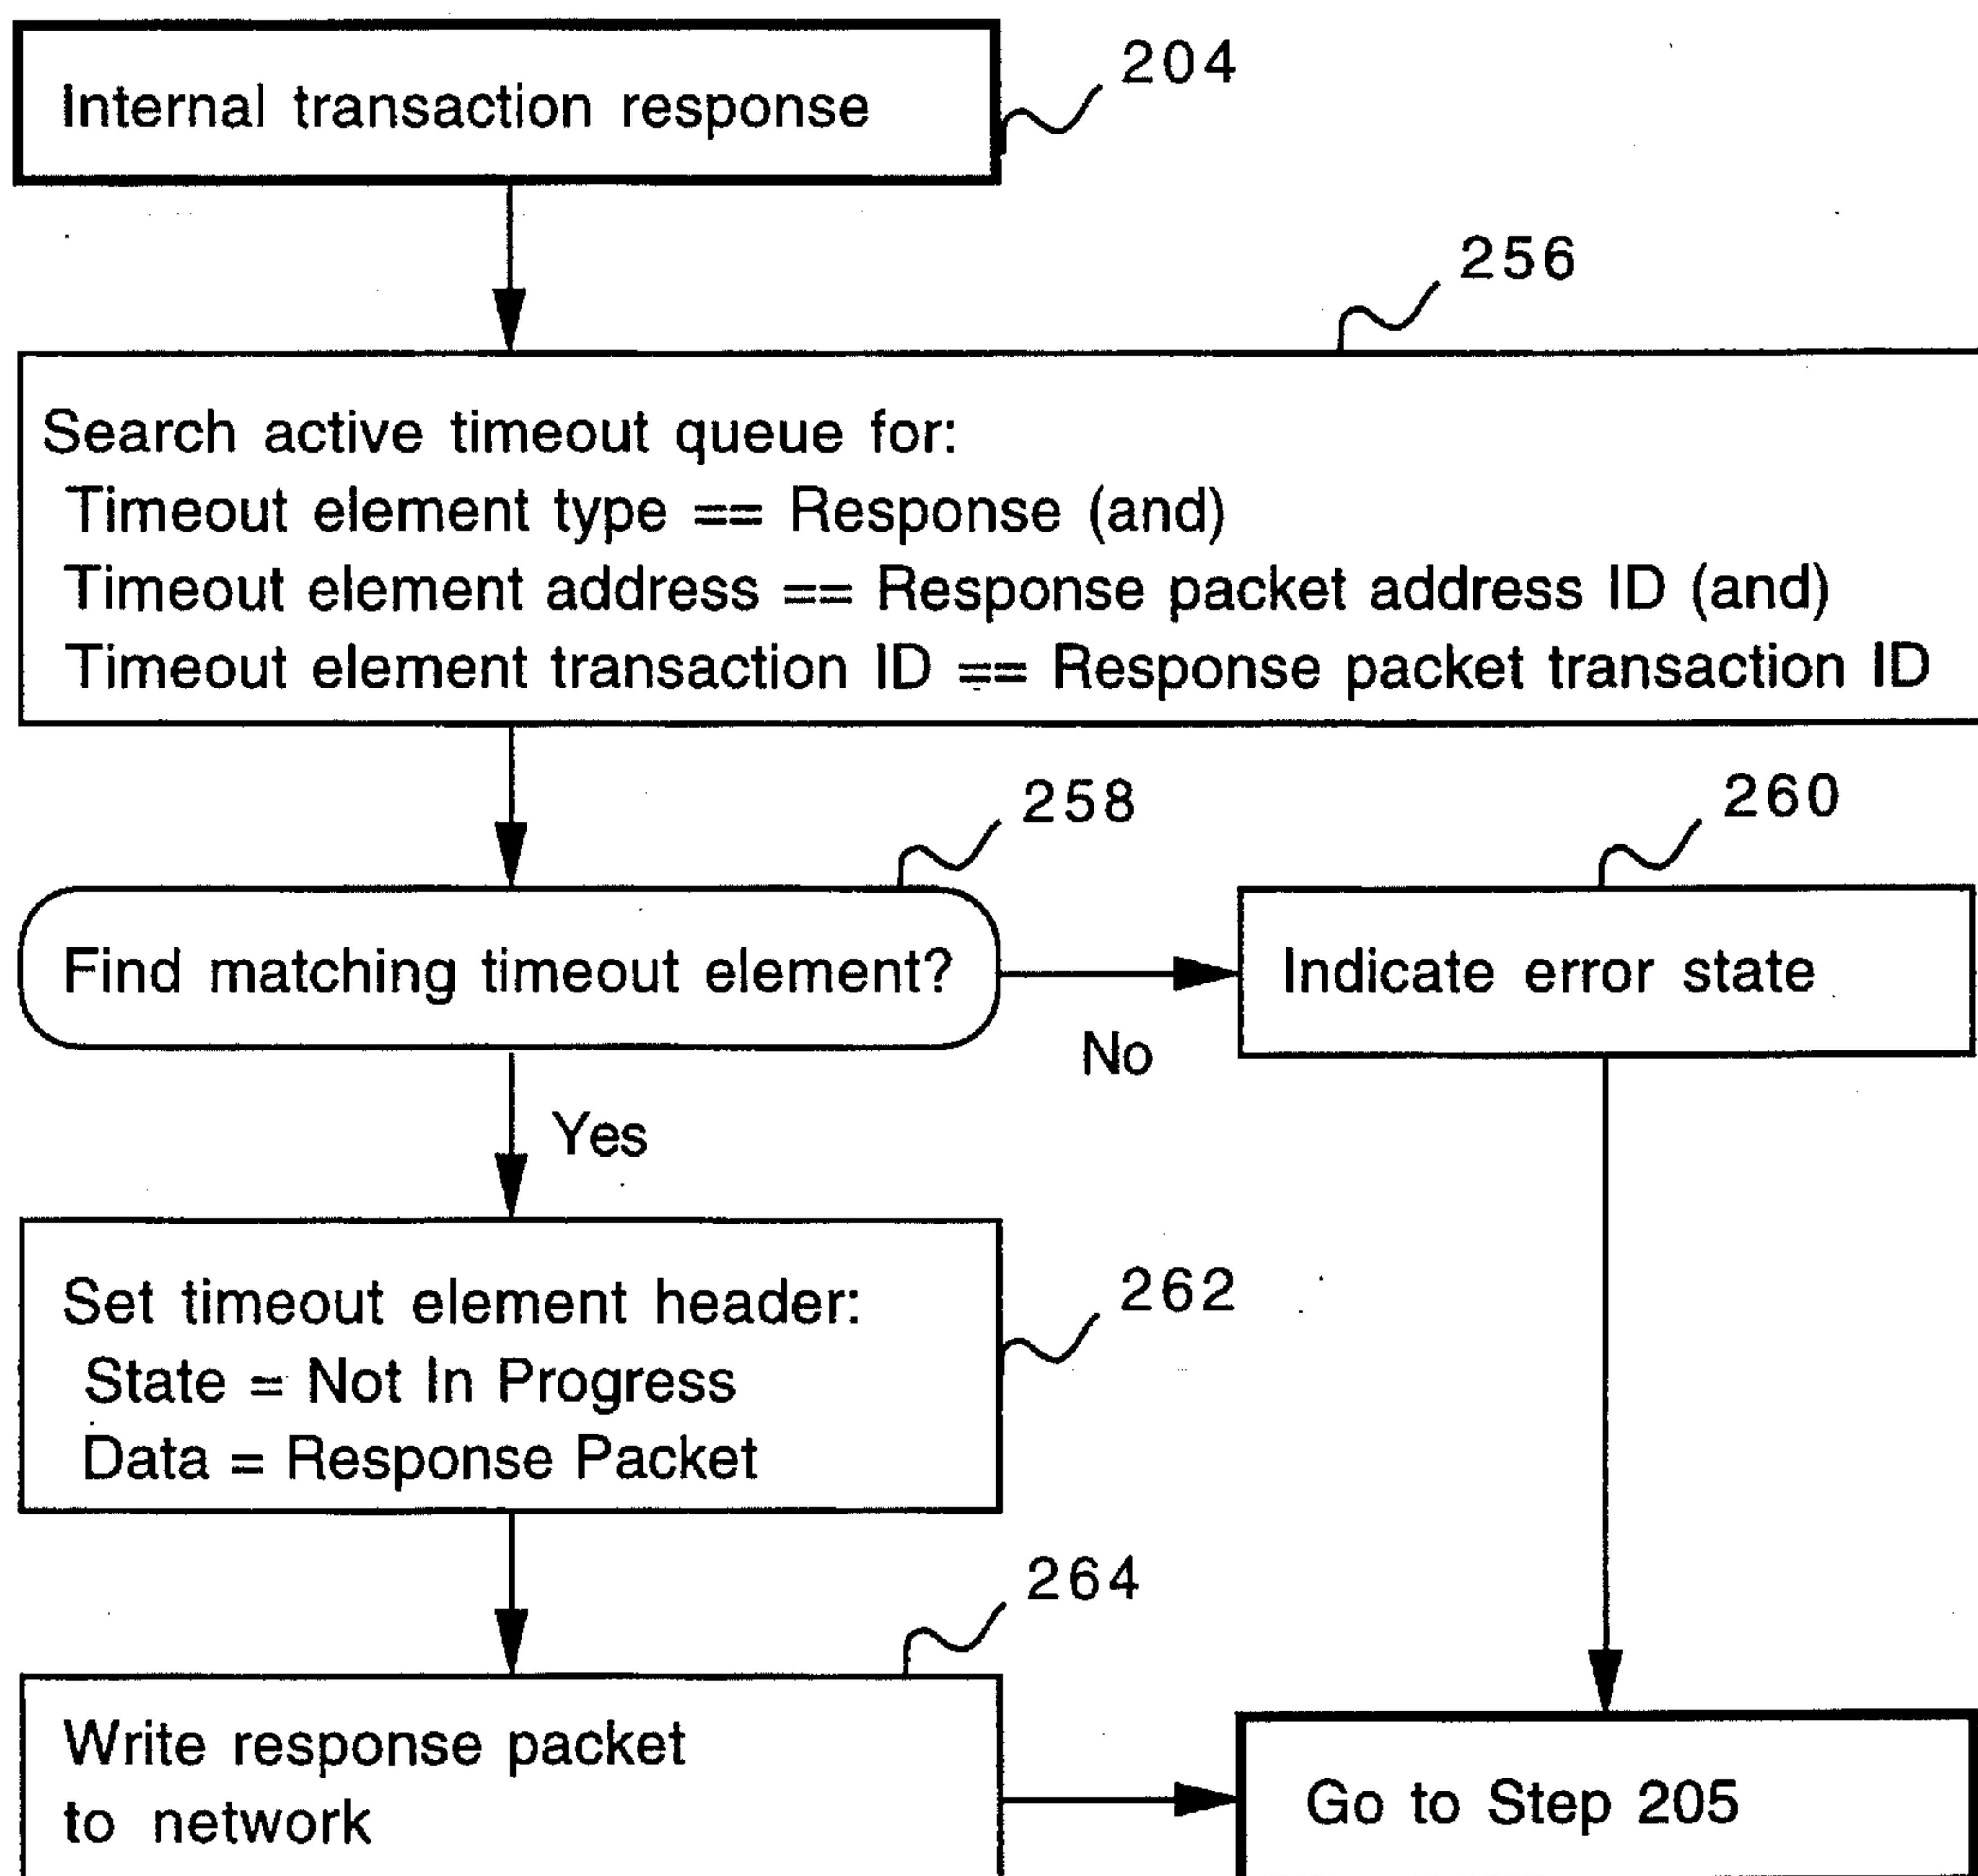 204
Internal transaction response
256
Search active timeout queue for:
Timeout element type == Response (and)
Timeout element address == Response packet address ID (and)
Timeout element transaction ID == Response packet transaction ID
258
260
Find matching timeout element?
Indicate error state
No
Yes
262
Set timeout element header:
State = Not In Progress
Data = Response Packet
264
Write response packet
to network
Go to Step 205